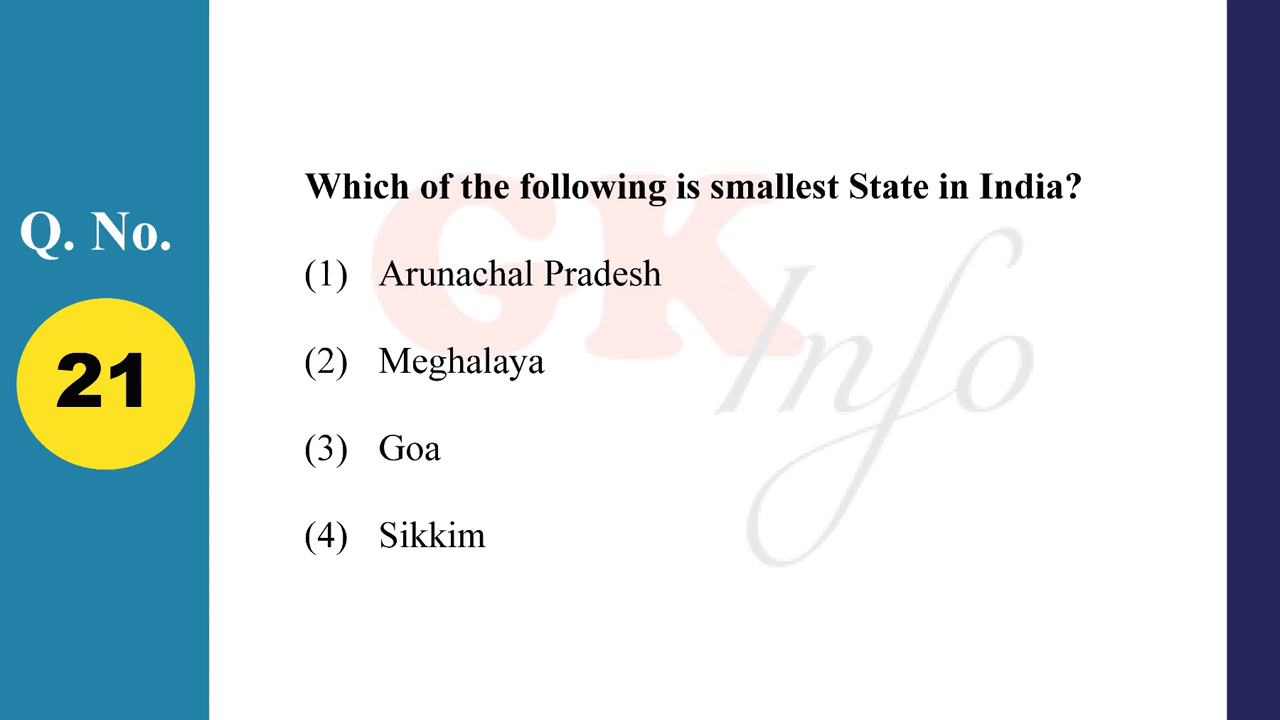 Q. No.
21
Which of the following is smallest State in India?
(1) Arunachal Pradesh
(2) Meghalaya
(3) Goa
(4) Sikkim
GK
Info